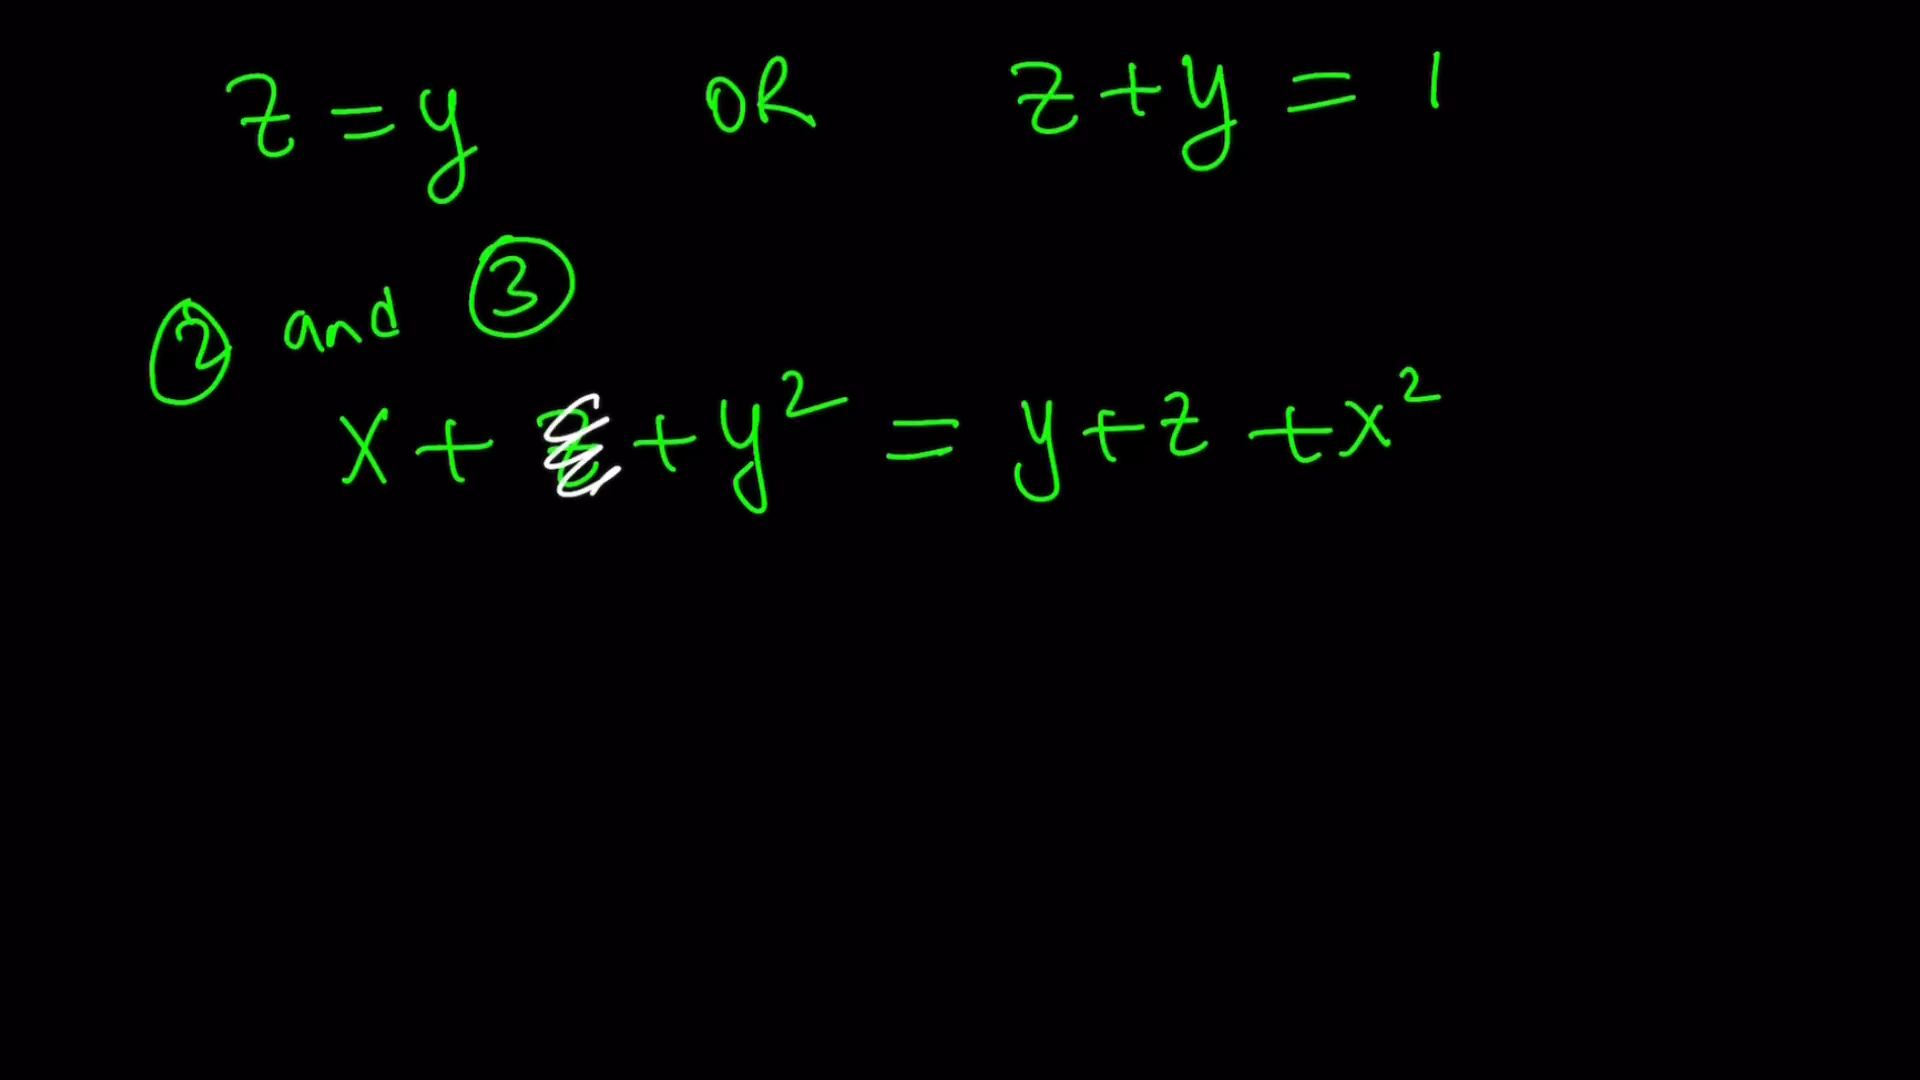 z = y OR z + y = 1
② and ③
x + z + y² = y + z + x²